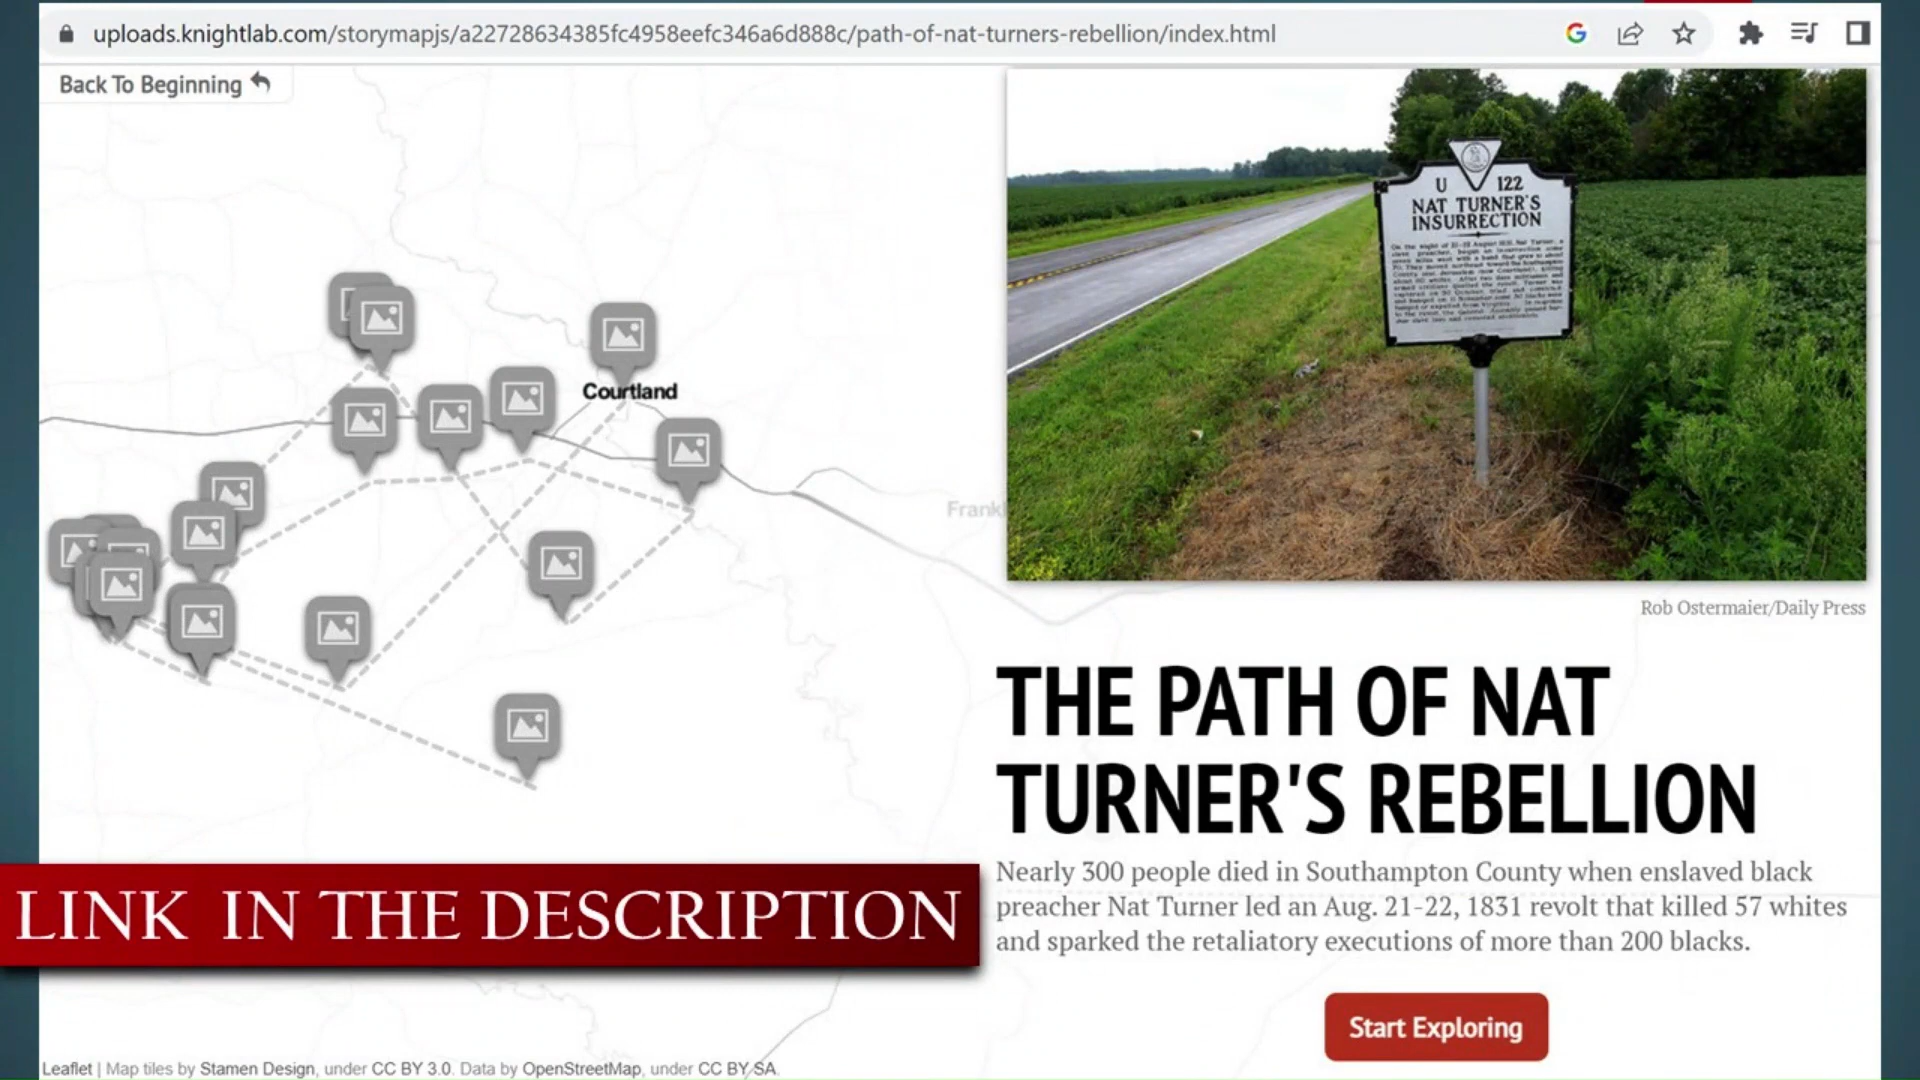 uploads.knightlab.com/storymapjs/a22728634385fc4958eefc346a6d888c/path-of-nat-turners-rebellion/index.html
Back To Beginning
U 122
NAT TURNER'S
INSURRECTION
Courtland
Frankl
Rob Ostermaier/Daily Press
THE PATH OF NAT
TURNER'S REBELLION
Nearly 300 people died in Southampton County when enslaved black
preacher Nat Turner led an Aug. 21-22, 1831 revolt that killed 57 whites
and sparked the retaliatory executions of more than 200 blacks.
LINK IN THE DESCRIPTION
Start Exploring
Leaflet | Map tiles by Stamen Design, under CC BY 3.0. Data by OpenStreetMap, under CC BY SA.